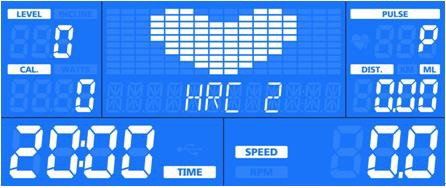 LEVEL INCLINE
0
PULSE
P
CAL. WATTS
0
HRC 2
DIST. KM ML
0.00
20:00
TIME
SPEED
RPM
0.0